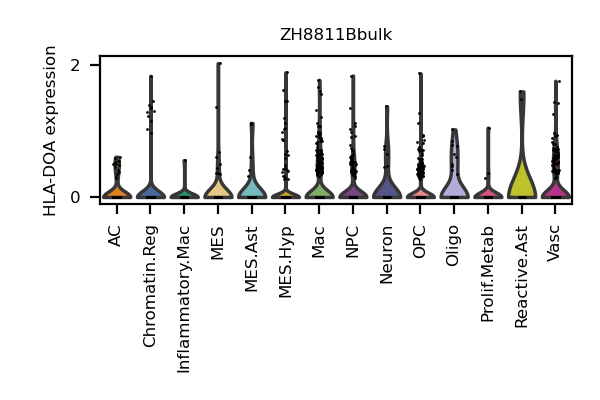 ZH8811Bbulk
HLA-DOA expression
2
0
AC
Chromatin.Reg
Inflammatory.Mac
MES
MES.Ast
MES.Hyp
Mac
NPC
Neuron
OPC
Oligo
Prolif.Metab
Reactive.Ast
Vasc